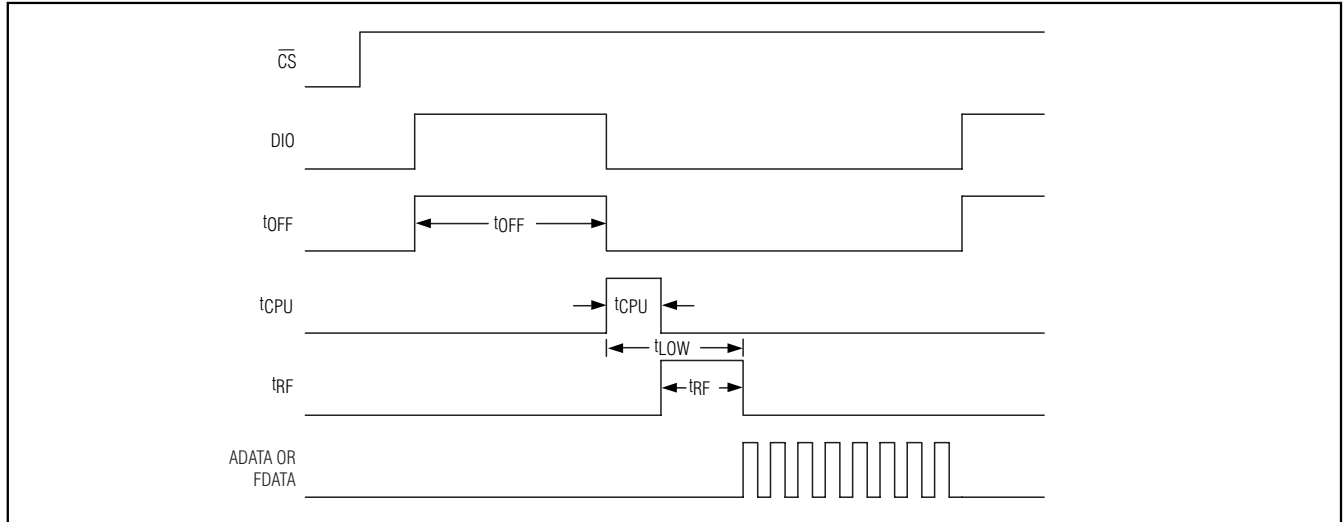 CS
DIO
tOFF
tOFF
tCPU
tCPU
tLOW
tRF
tRF
ADATA OR
FDATA